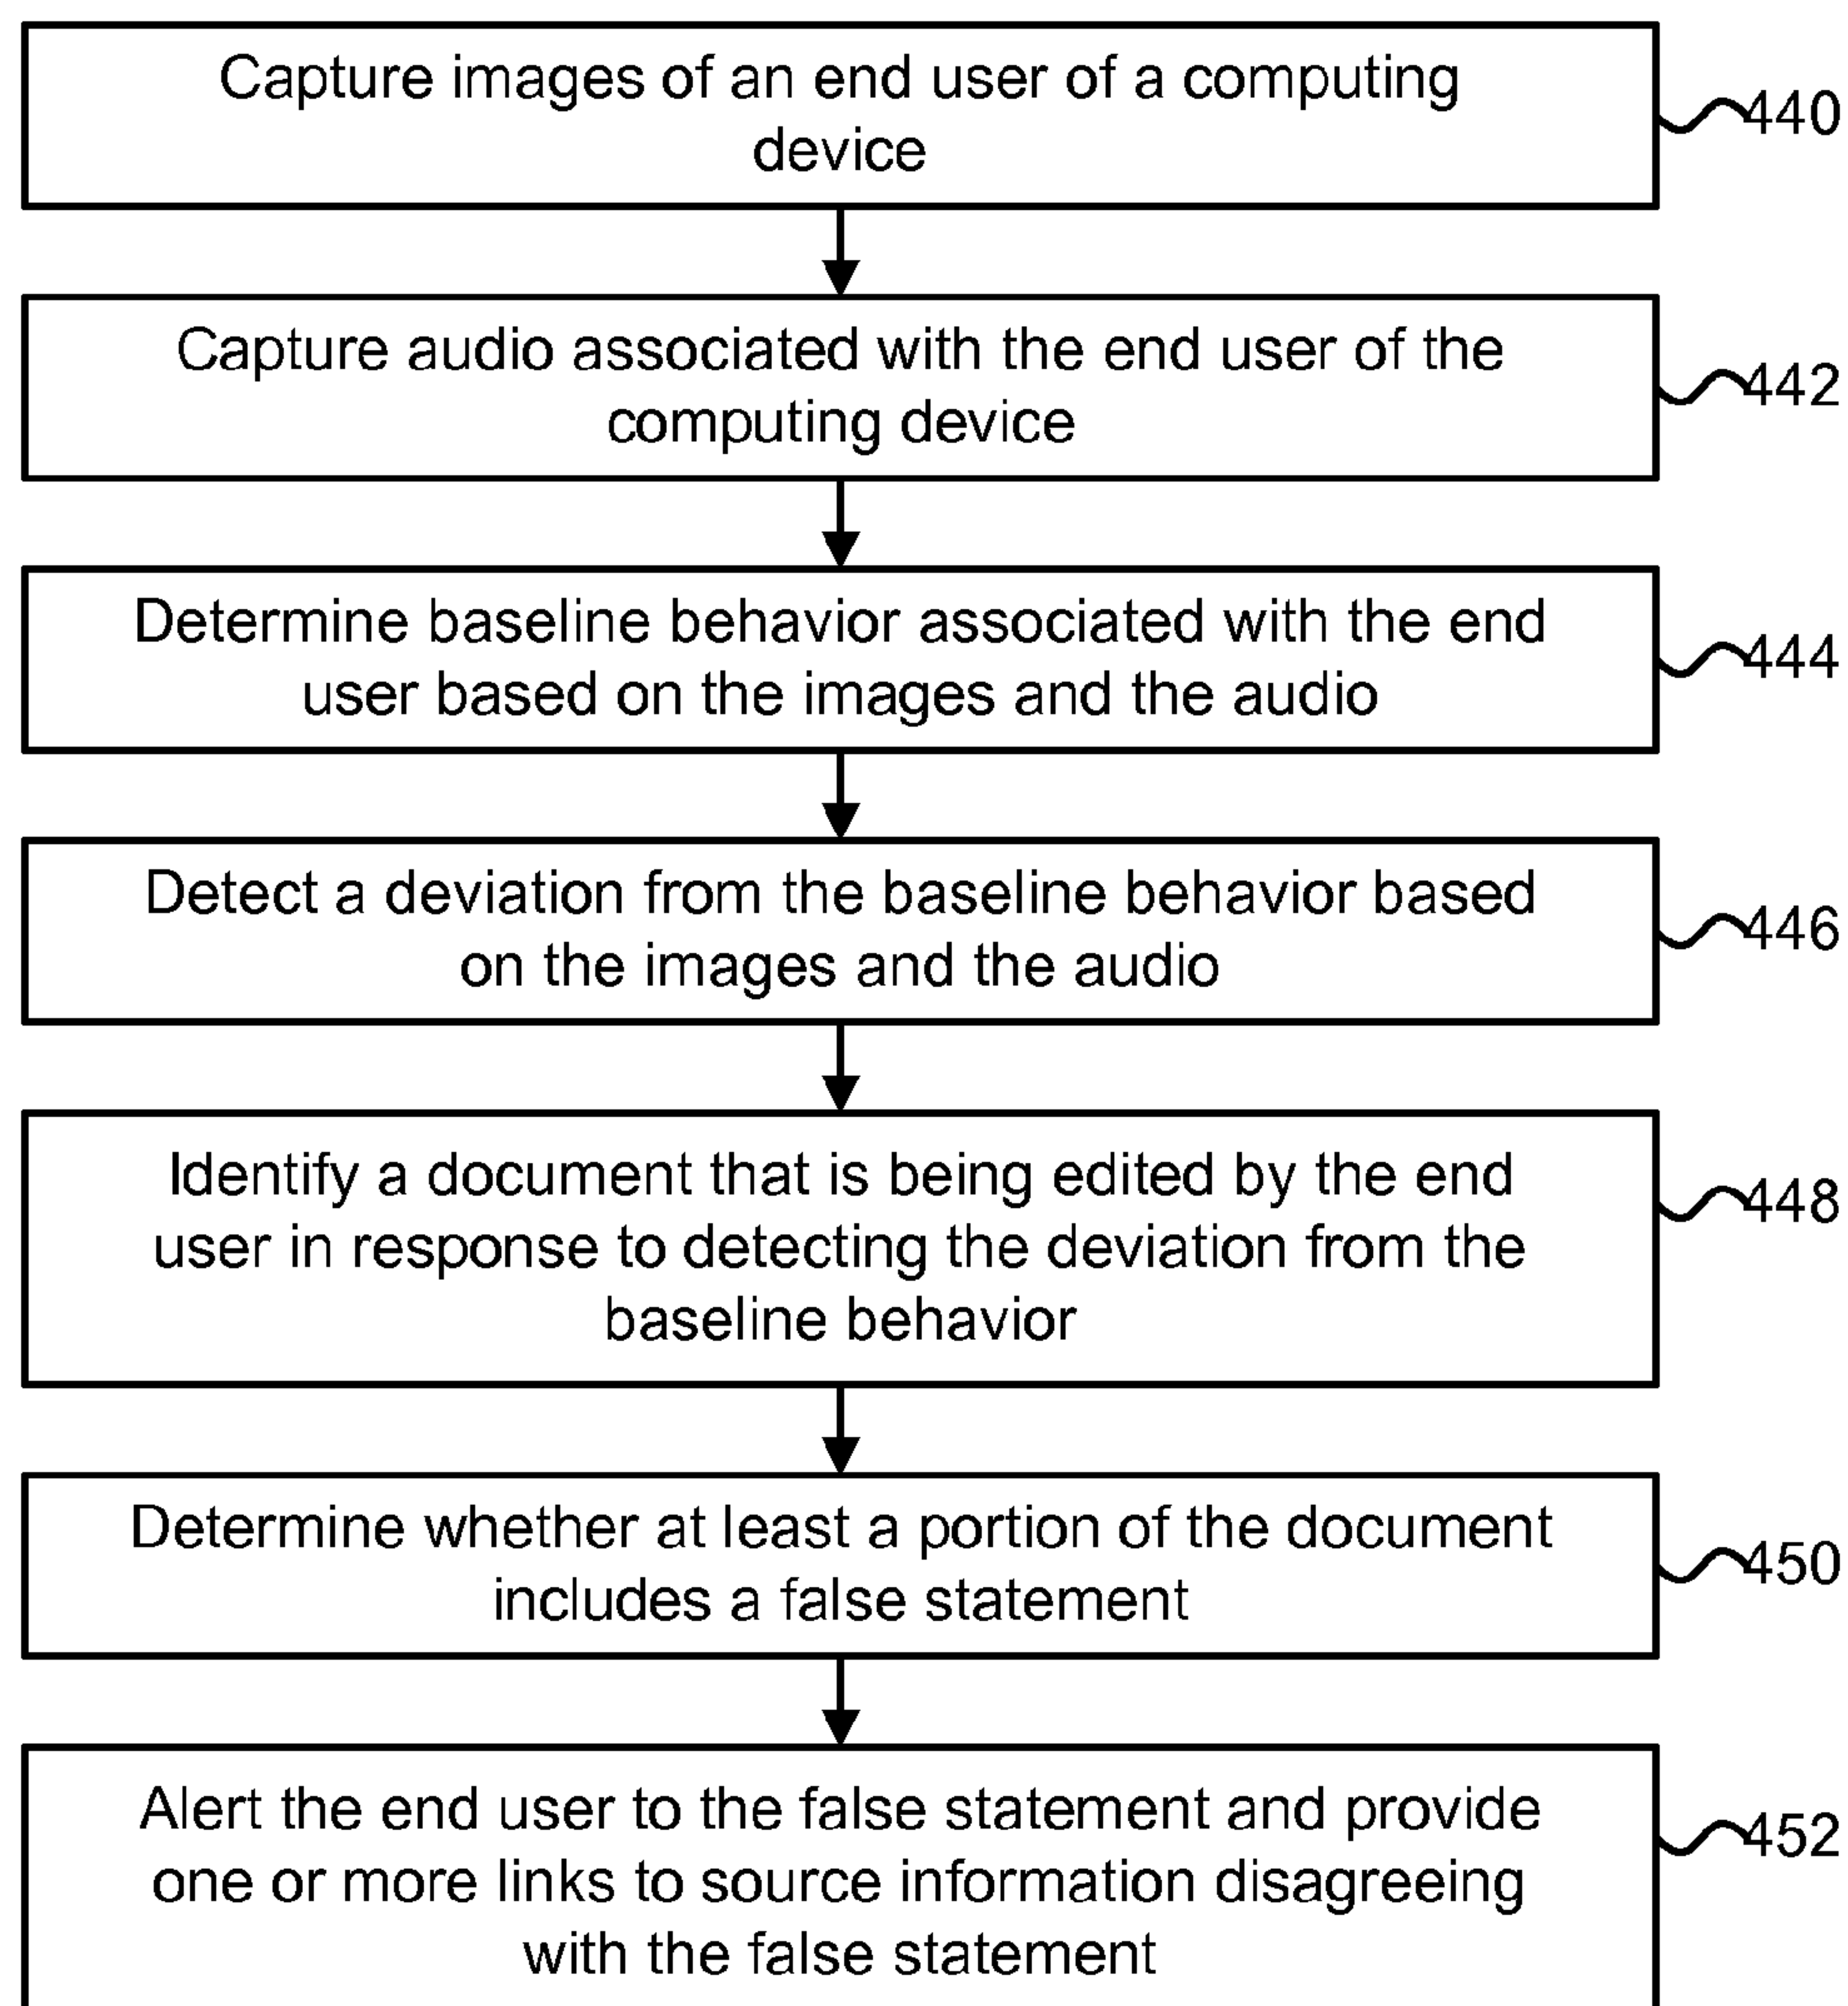 Capture images of an end user of a computing
device
440
Capture audio associated with the end user of the
computing device
442
Determine baseline behavior associated with the end
user based on the images and the audio
444
Detect a deviation from the baseline behavior based
on the images and the audio
446
Identify a document that is being edited by the end
user in response to detecting the deviation from the
baseline behavior
448
Determine whether at least a portion of the document
includes a false statement
450
Alert the end user to the false statement and provide
one or more links to source information disagreeing
with the false statement
452